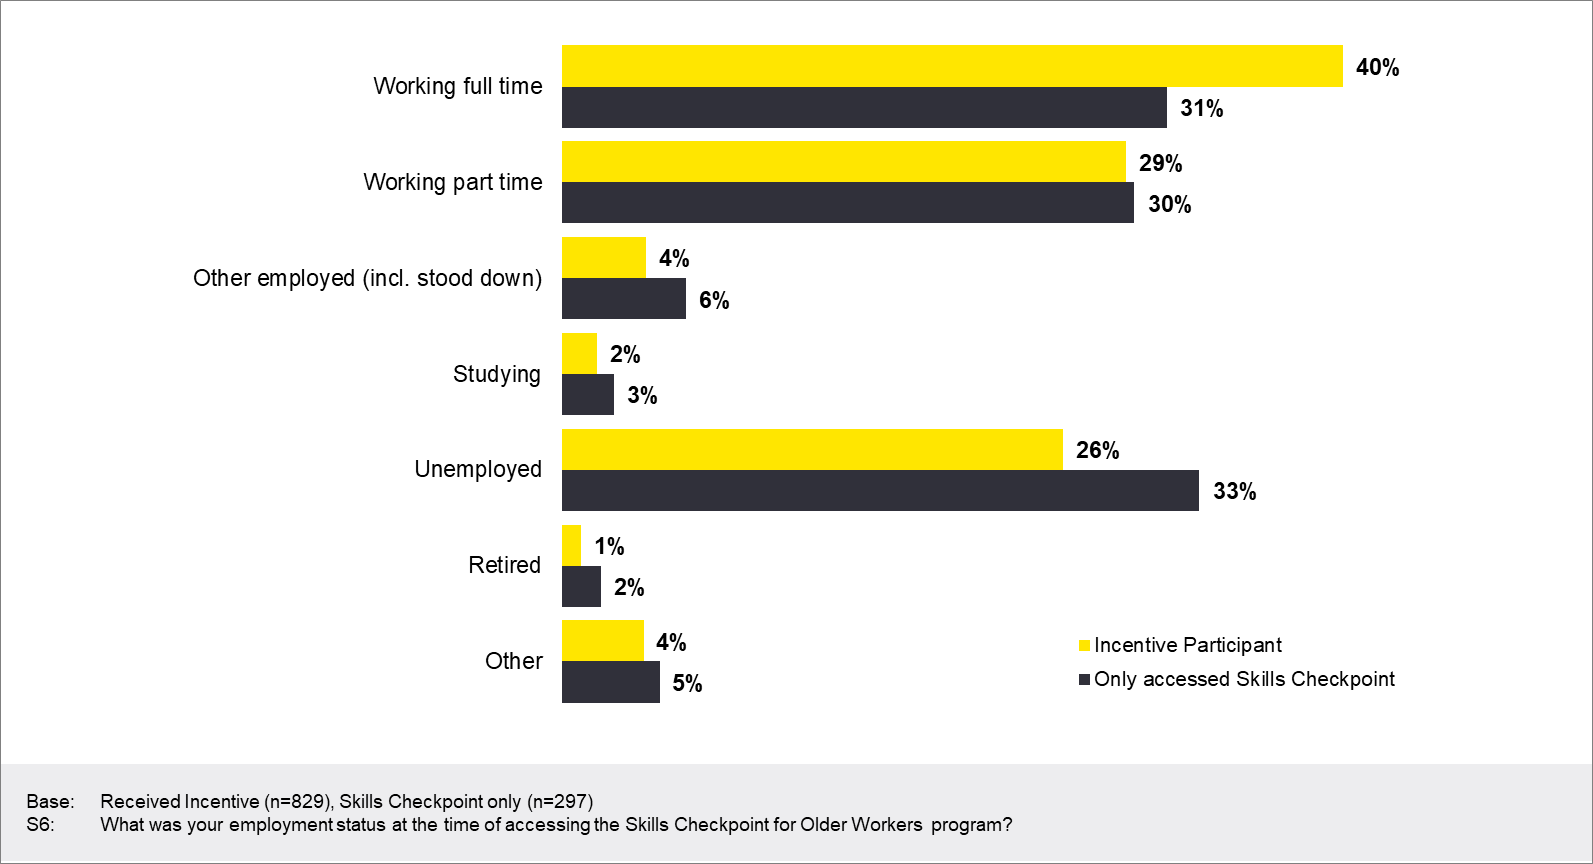 Working full time
40%
31%
Working part time
29%
30%
Other employed (incl. stood down)
4%
6%
Studying
2%
3%
Unemployed
26%
33%
Retired
1%
2%
Other
4%
5%
Incentive Participant
Only accessed Skills Checkpoint
Base: Received Incentive (n=829), Skills Checkpoint only (n=297)
S6: What was your employment status at the time of accessing the Skills Checkpoint for Older Workers program?